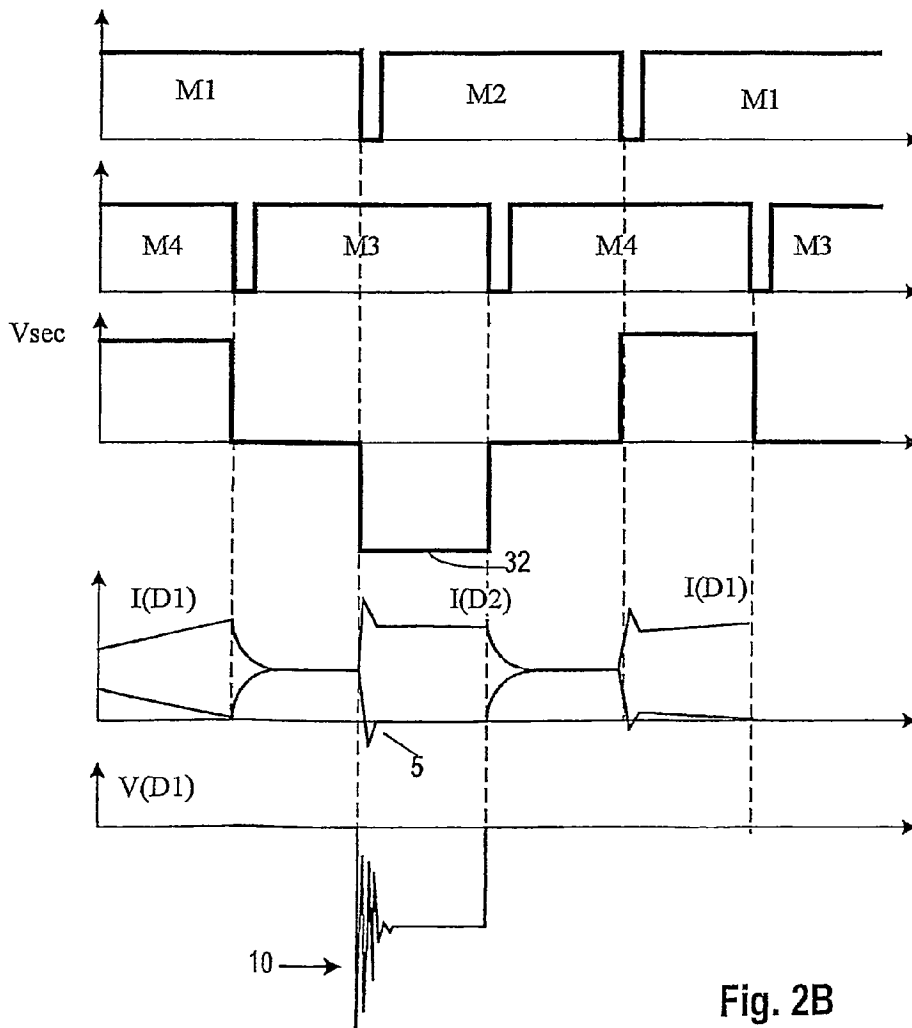 M1 M2 M1
M4 M3 M4 M3
Vsec
32
I(D1) I(D2) I(D1)
5
V(D1)
10
Fig. 2B